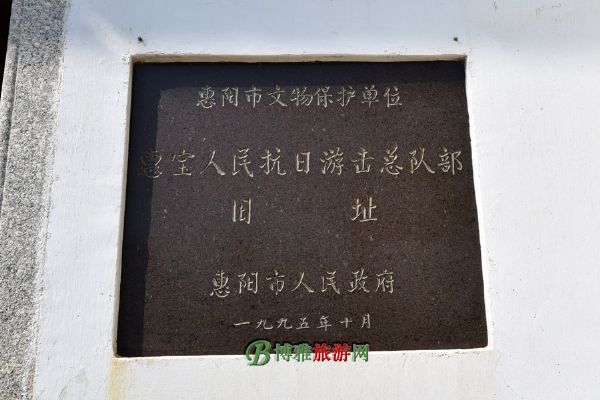 惠阳市文物保护单位
惠宝人民抗日游击总队部
旧 址
惠阳市人民政府
一九九五年十月
博雅旅游网